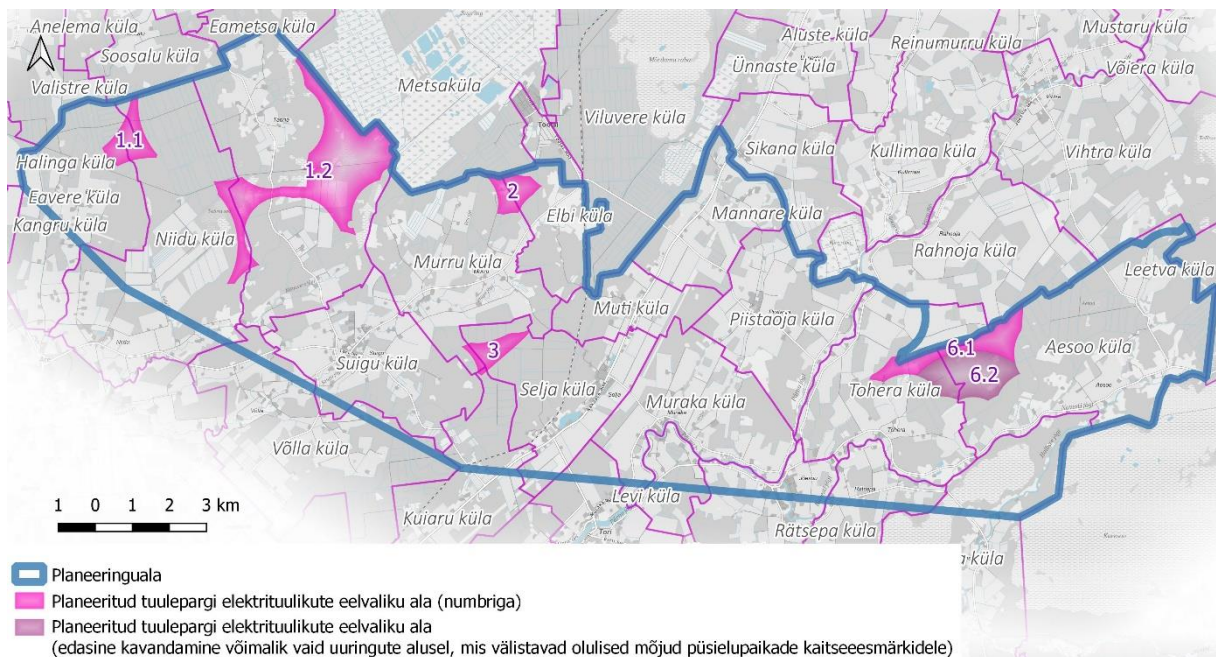 Anelema küla
Eametsa küla
Soosalu küla
Valistre küla
Metsaküla
Aluste küla
Reinumurru küla
Mustaru küla
Ünnaste küla
Võiera küla
Viluvere küla
1.1
Halinga küla
1.2
Sikana küla
Kullimaa küla
Vihtra küla
Eavere küla
Kangru küla
2
Elbi küla
Mannare küla
Niidu küla
Murru küla
Rahnoja küla
Leetva küla
Muti küla
Piistaoja küla
3
Suigu küla
6.1
Aesoo küla
6.2
Selja küla
Tohera küla
Muraka küla
Võlla küla
Levi küla
1 0 1 2 3 km
Kuiaru küla
Rätsepa küla
a küla
Planeeringuala
Planeeritud tuulepargi elektrituulikute eelvaliku ala (numbriga)
Planeeritud tuulepargi elektrituulikute eelvaliku ala
(edasine kavandamine võimalik vaid uuringute alusel, mis välistavad olulised mõjud püsielupaikade kaitseeesmärkidele)